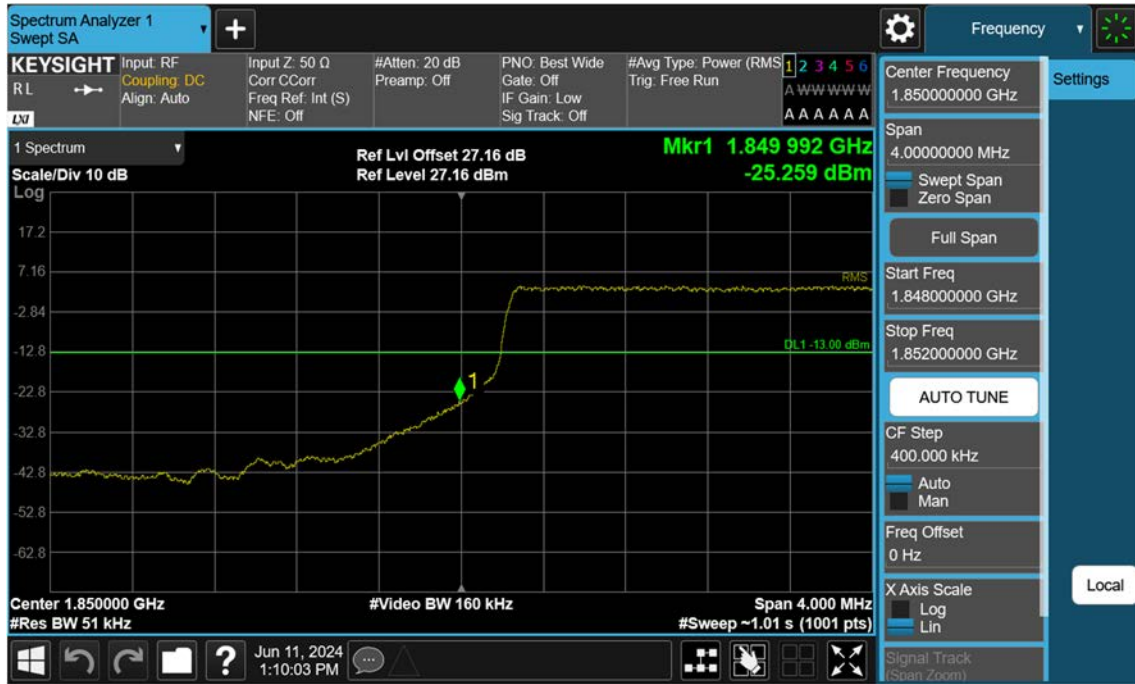 Spectrum Analyzer 1
Swept SA
+
Frequency
KEYSIGHT
RL
LXI
Input: RF
Coupling: DC
Align: Auto
Input Z: 50 Ω
Corr CCorr
Freq Ref: Int (S)
NFE: Off
#Atten: 20 dB
Preamp: Off
PNO: Best Wide
Gate: Off
IF Gain: Low
Sig Track: Off
#Avg Type: Power (RMS
Trig: Free Run
1 2 3 4 5 6
A W W W W W
A A A A A A
1 Spectrum
Scale/Div 10 dB
Log
Ref Lvl Offset 27.16 dB
Ref Level 27.16 dBm
Mkr1 1.849 992 GHz
-25.259 dBm
17.2
7.16
-2.84
-12.8
-22.8
-32.8
-42.8
-52.8
-62.8
RMS
DL1 -13.00 dBm
1
Center 1.850000 GHz
#Video BW 160 kHz
Span 4.000 MHz
#Res BW 51 kHz
#Sweep ~1.01 s (1001 pts)
?
Jun 11, 2024
1:10:03 PM
Center Frequency
1.850000000 GHz
Span
4.00000000 MHz
Swept Span
Zero Span
Full Span
Start Freq
1.848000000 GHz
Stop Freq
1.852000000 GHz
AUTO TUNE
CF Step
400.000 kHz
Auto
Man
Freq Offset
0 Hz
X Axis Scale
Log
Lin
Signal Track
(Span Zoom)
Settings
Local